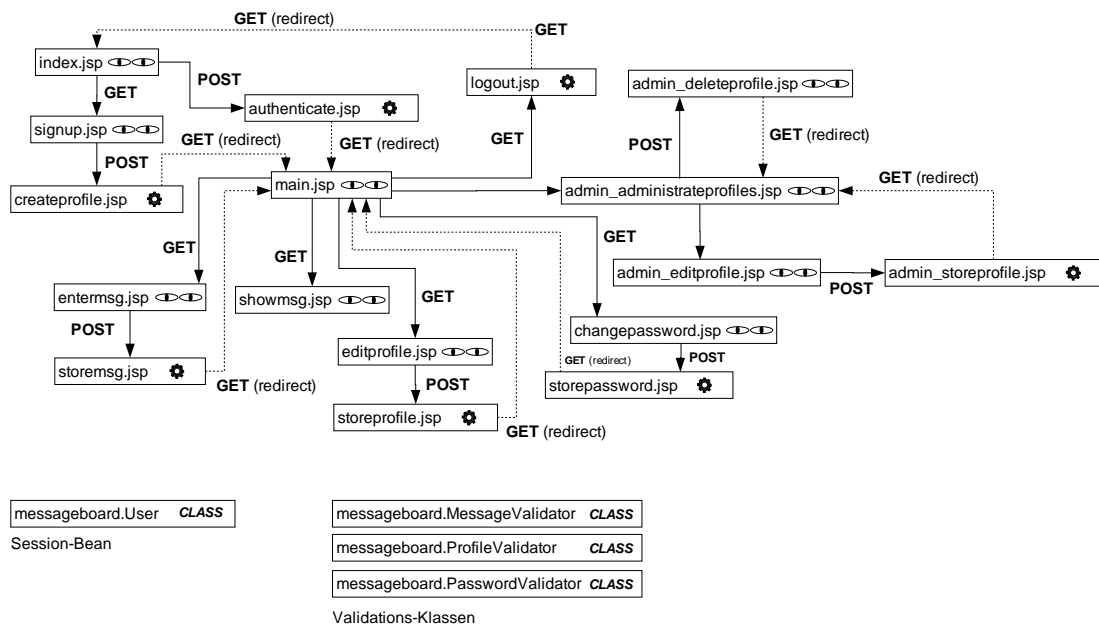 GET (redirect)
GET
index.jsp
POST
logout.jsp
admin_deleteprofile.jsp
GET
authenticate.jsp
signup.jsp
GET (redirect)
GET (redirect)
GET
POST
GET (redirect)
POST
main.jsp
admin_administrateprofiles.jsp
GET (redirect)
createprofile.jsp
GET
GET
GET
GET
admin_editprofile.jsp
POST
admin_storeprofile.jsp
entermsg.jsp
showmsg.jsp
POST
changepassword.jsp
editprofile.jsp
GET (redirect)
POST
storemsg.jsp
GET (redirect)
POST
storepassword.jsp
storeprofile.jsp
GET (redirect)
messageboard.User CLASS
Session-Bean
messageboard.MessageValidator CLASS
messageboard.ProfileValidator CLASS
messageboard.PasswordValidator CLASS
Validations-Klassen